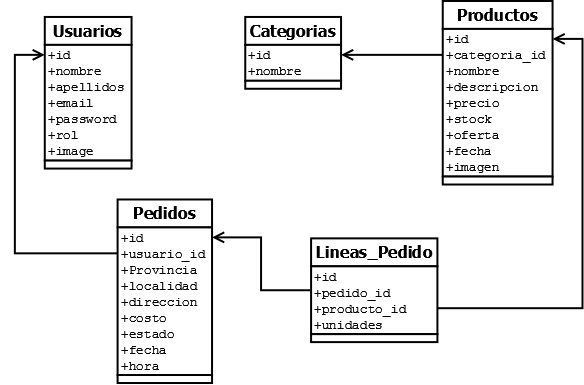 Usuarios
+id
+nombre
+apellidos
+email
+password
+rol
+image
Categorias
+id
+nombre
Productos
+id
+categoria_id
+nombre
+descripcion
+precio
+stock
+oferta
+fecha
+imagen
Pedidos
+id
+usuario_id
+Provincia
+localidad
+direccion
+costo
+estado
+fecha
+hora
Lineas_Pedido
+id
+pedido_id
+producto_id
+unidades